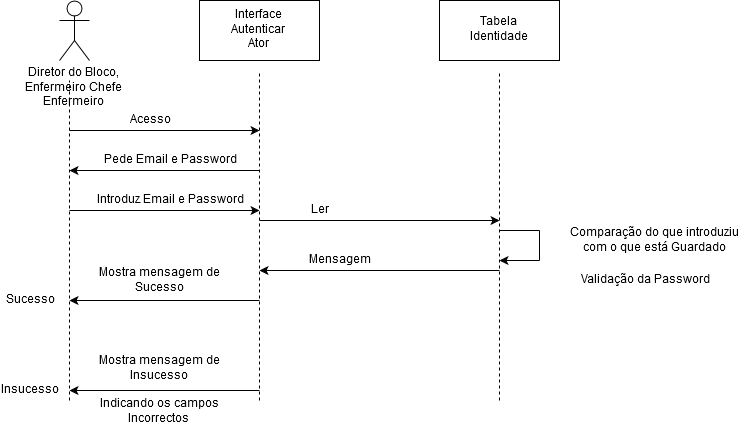 Interface
Autenticar
Ator
Tabela
Identidade
Diretor do Bloco,
Enfermeiro Chefe
Enfermeiro
Acesso
Pede Email e Password
Introduz Email e Password
Ler
Comparação do que introduziu
com o que está Guardado
Validação da Password
Mensagem
Mostra mensagem de
Sucesso
Sucesso
Mostra mensagem de
Insucesso
Insucesso
Indicando os campos
Incorrectos